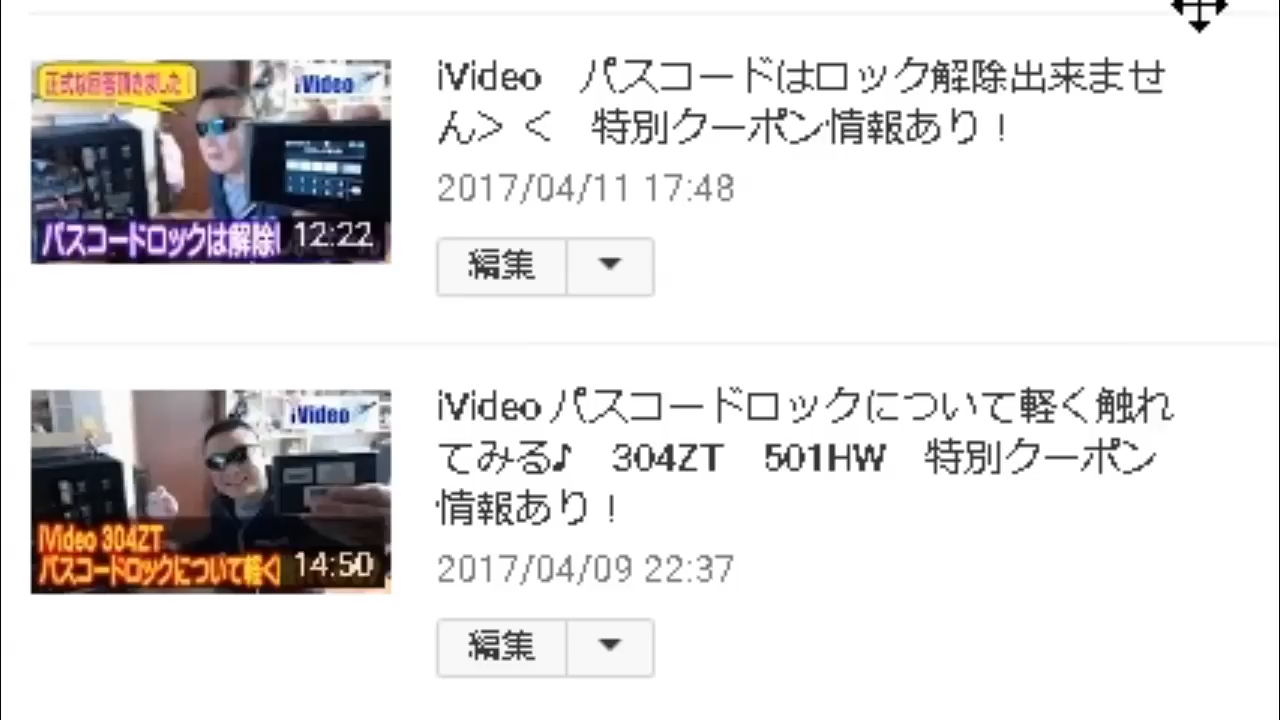 正式な回答頂きました！
iVideo
パスコードロックは解除
12:22
iVideo　パスコードはロック解除出来ませ
ん＞＜　特別クーポン情報あり！
2017/04/11 17:48
編集
iVideo
iVideo 304ZT
パスコードロックについて軽く
14:50
iVideo パスコードロックについて軽く触れ
てみる♪　304ZT　501HW　特別クーポン
情報あり！
2017/04/09 22:37
編集